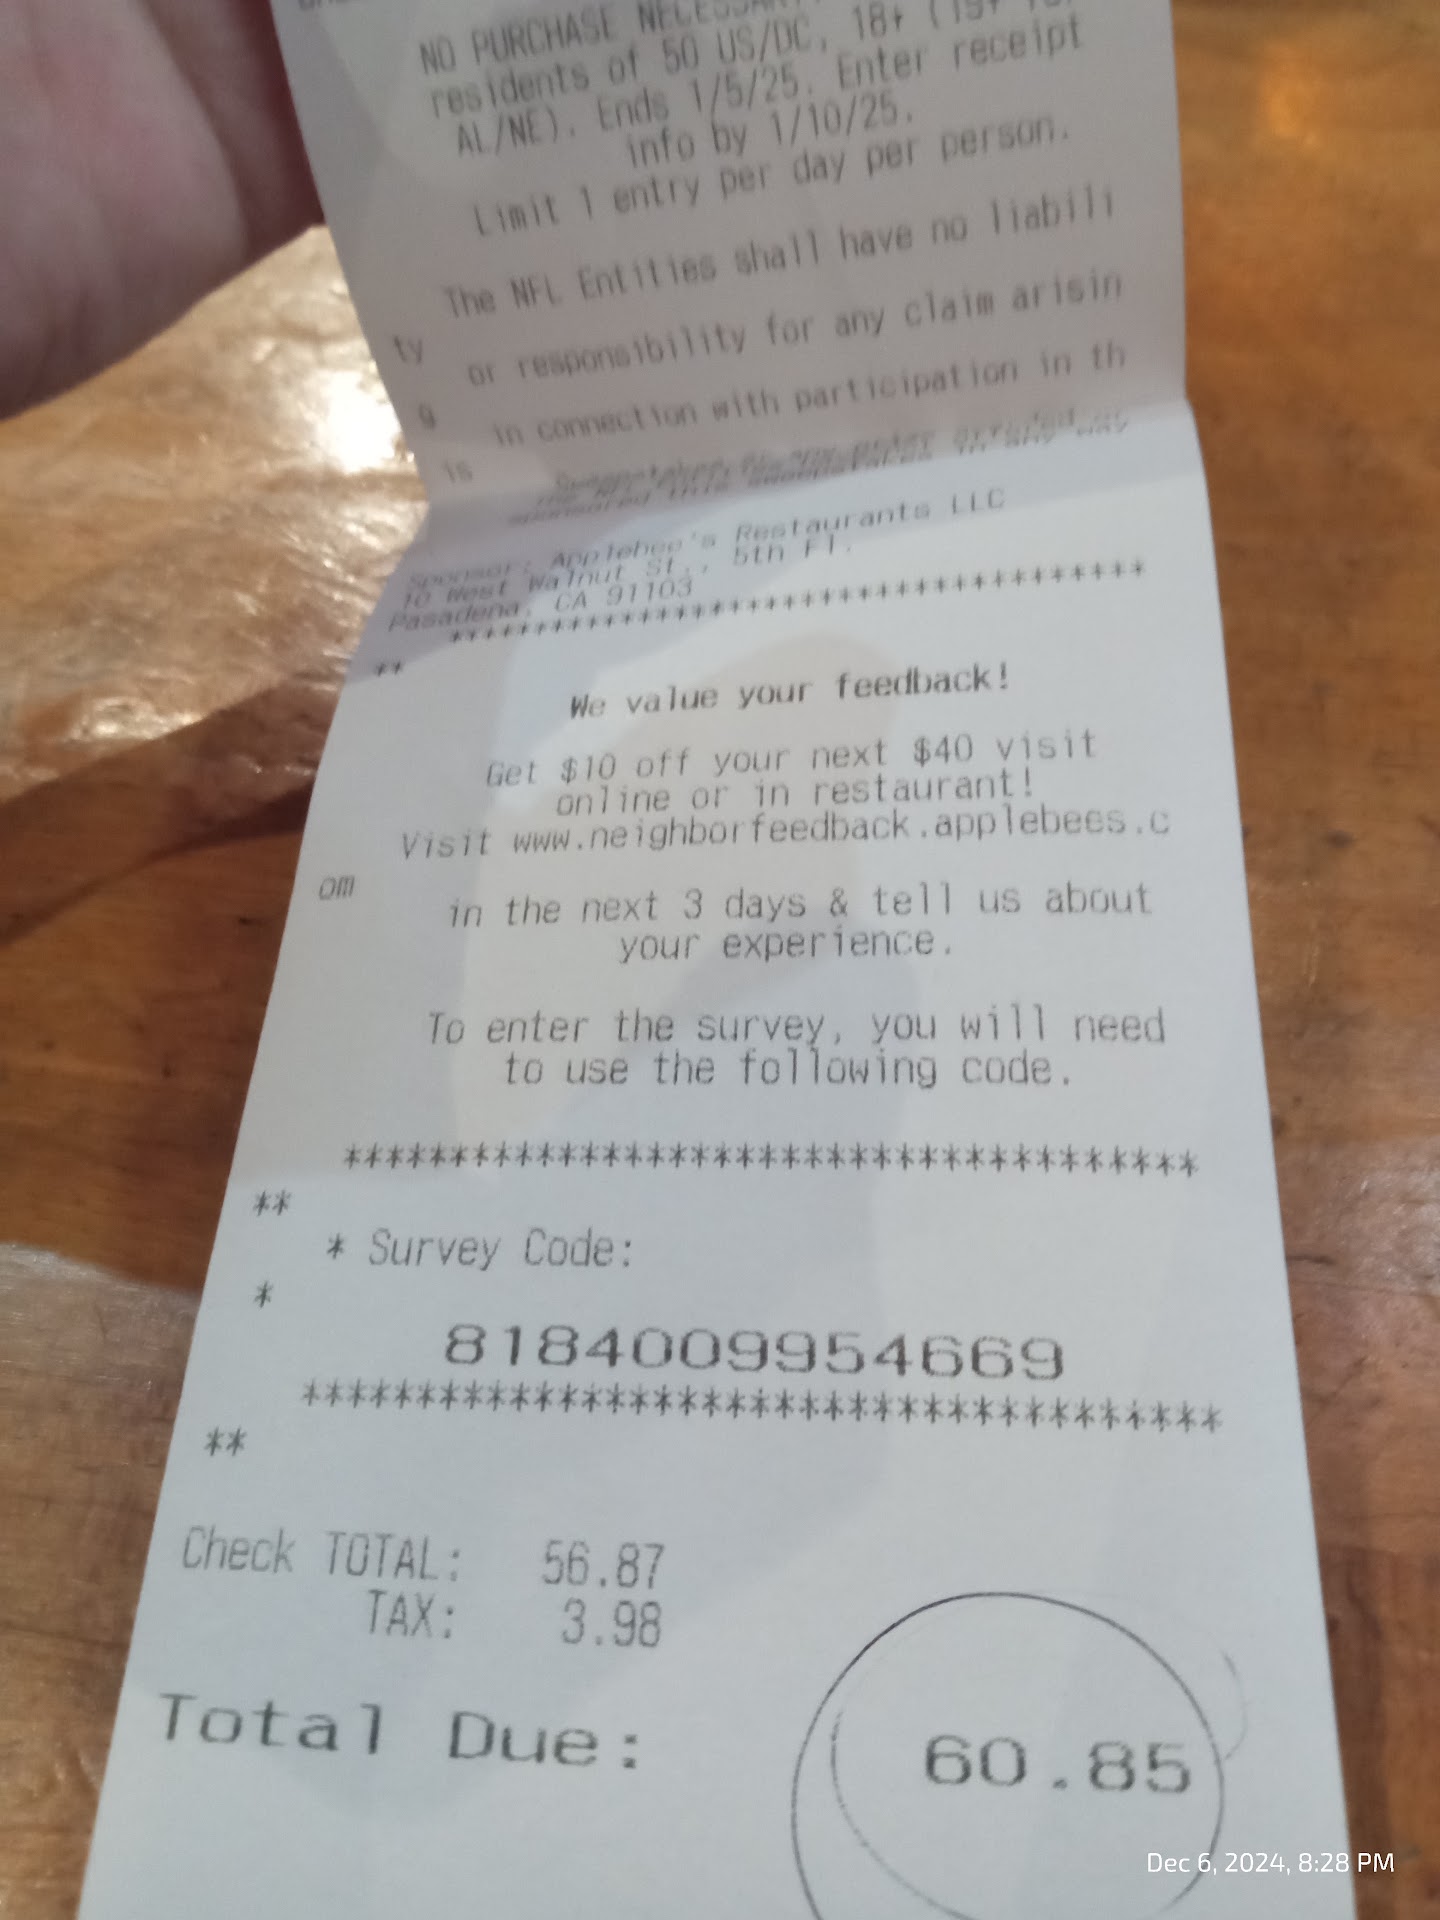 NO PURCHASE NECESSARY.
residents of 50 US/DC, 18+ (19+
AL/NE). Ends 1/5/25. Enter receipt
info by 1/10/25.
Limit 1 entry per day per person.
The NFL Entities shall have no liabili
ty
or responsibility for any claim arisin
g
in connection with participation in th
is
sponsored this sweepstakes in any way
Sponsor: Applebee's Restaurants LLC
10 West Walnut St., 5th Fl.
Pasadena, CA 91103
**************************************
**
We value your feedback!
Get $10 off your next $40 visit
online or in restaurant!
Visit www.neighborfeedback.applebees.c
om
in the next 3 days & tell us about
your experience.
To enter the survey, you will need
to use the following code.
**************************************
**
* Survey Code:
*
8184009954669
**************************************
**
Check TOTAL: 56.87
TAX: 3.98
Total Due: 60.85
Dec 6, 2024, 8:28 PM